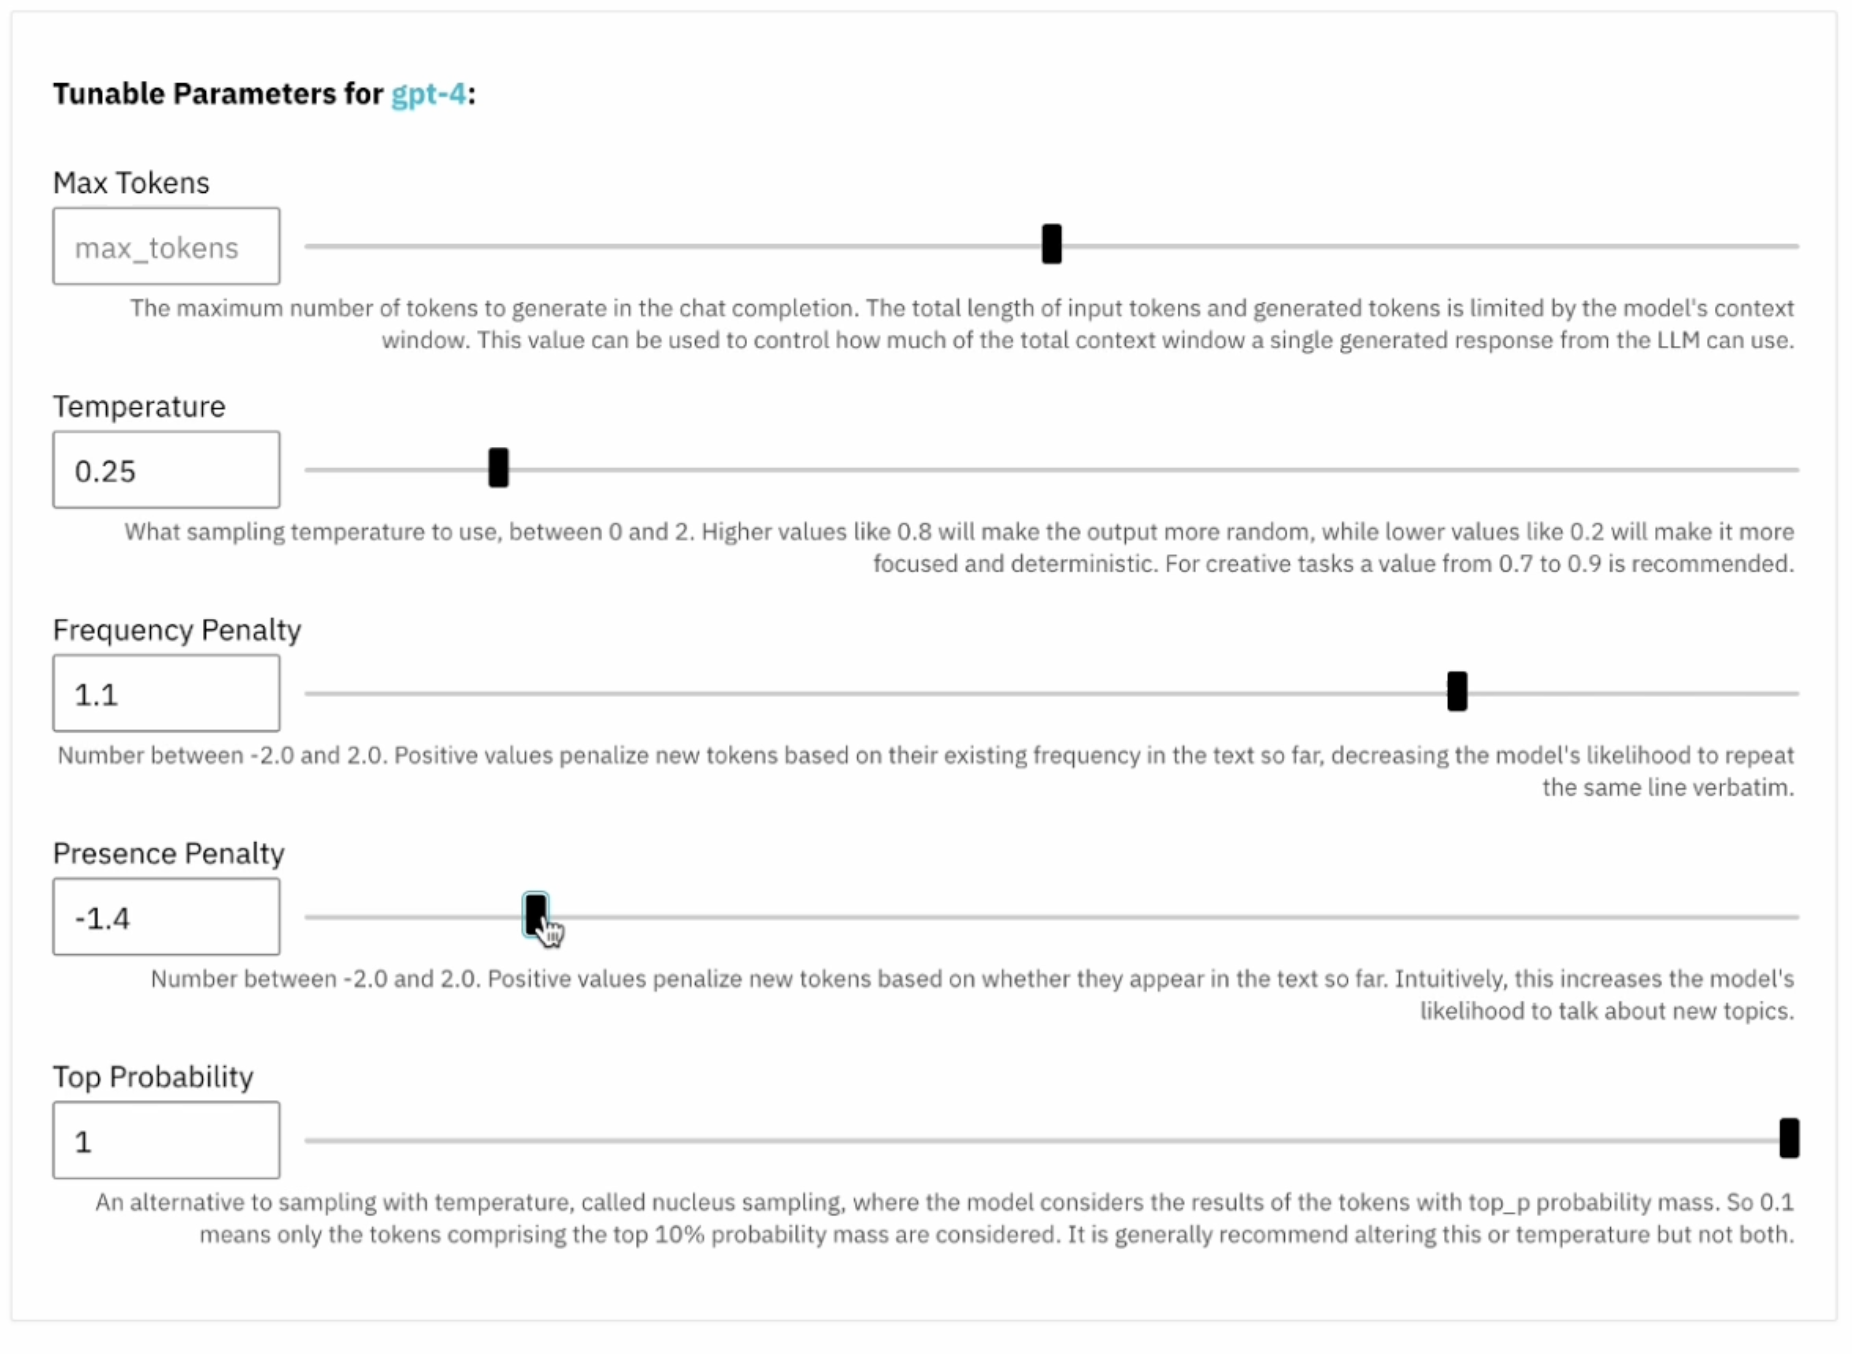 Tunable Parameters for gpt-4:
Max Tokens
max_tokens
The maximum number of tokens to generate in the chat completion. The total length of input tokens and generated tokens is limited by the model's context
window. This value can be used to control how much of the total context window a single generated response from the LLM can use.
Temperature
0.25
What sampling temperature to use, between 0 and 2. Higher values like 0.8 will make the output more random, while lower values like 0.2 will make it more
focused and deterministic. For creative tasks a value from 0.7 to 0.9 is recommended.
Frequency Penalty
1.1
Number between -2.0 and 2.0. Positive values penalize new tokens based on their existing frequency in the text so far, decreasing the model's likelihood to repeat
the same line verbatim.
Presence Penalty
-1.4
Number between -2.0 and 2.0. Positive values penalize new tokens based on whether they appear in the text so far. Intuitively, this increases the model's
likelihood to talk about new topics.
Top Probability
1
An alternative to sampling with temperature, called nucleus sampling, where the model considers the results of the tokens with top_p probability mass. So 0.1
means only the tokens comprising the top 10% probability mass are considered. It is generally recommend altering this or temperature but not both.